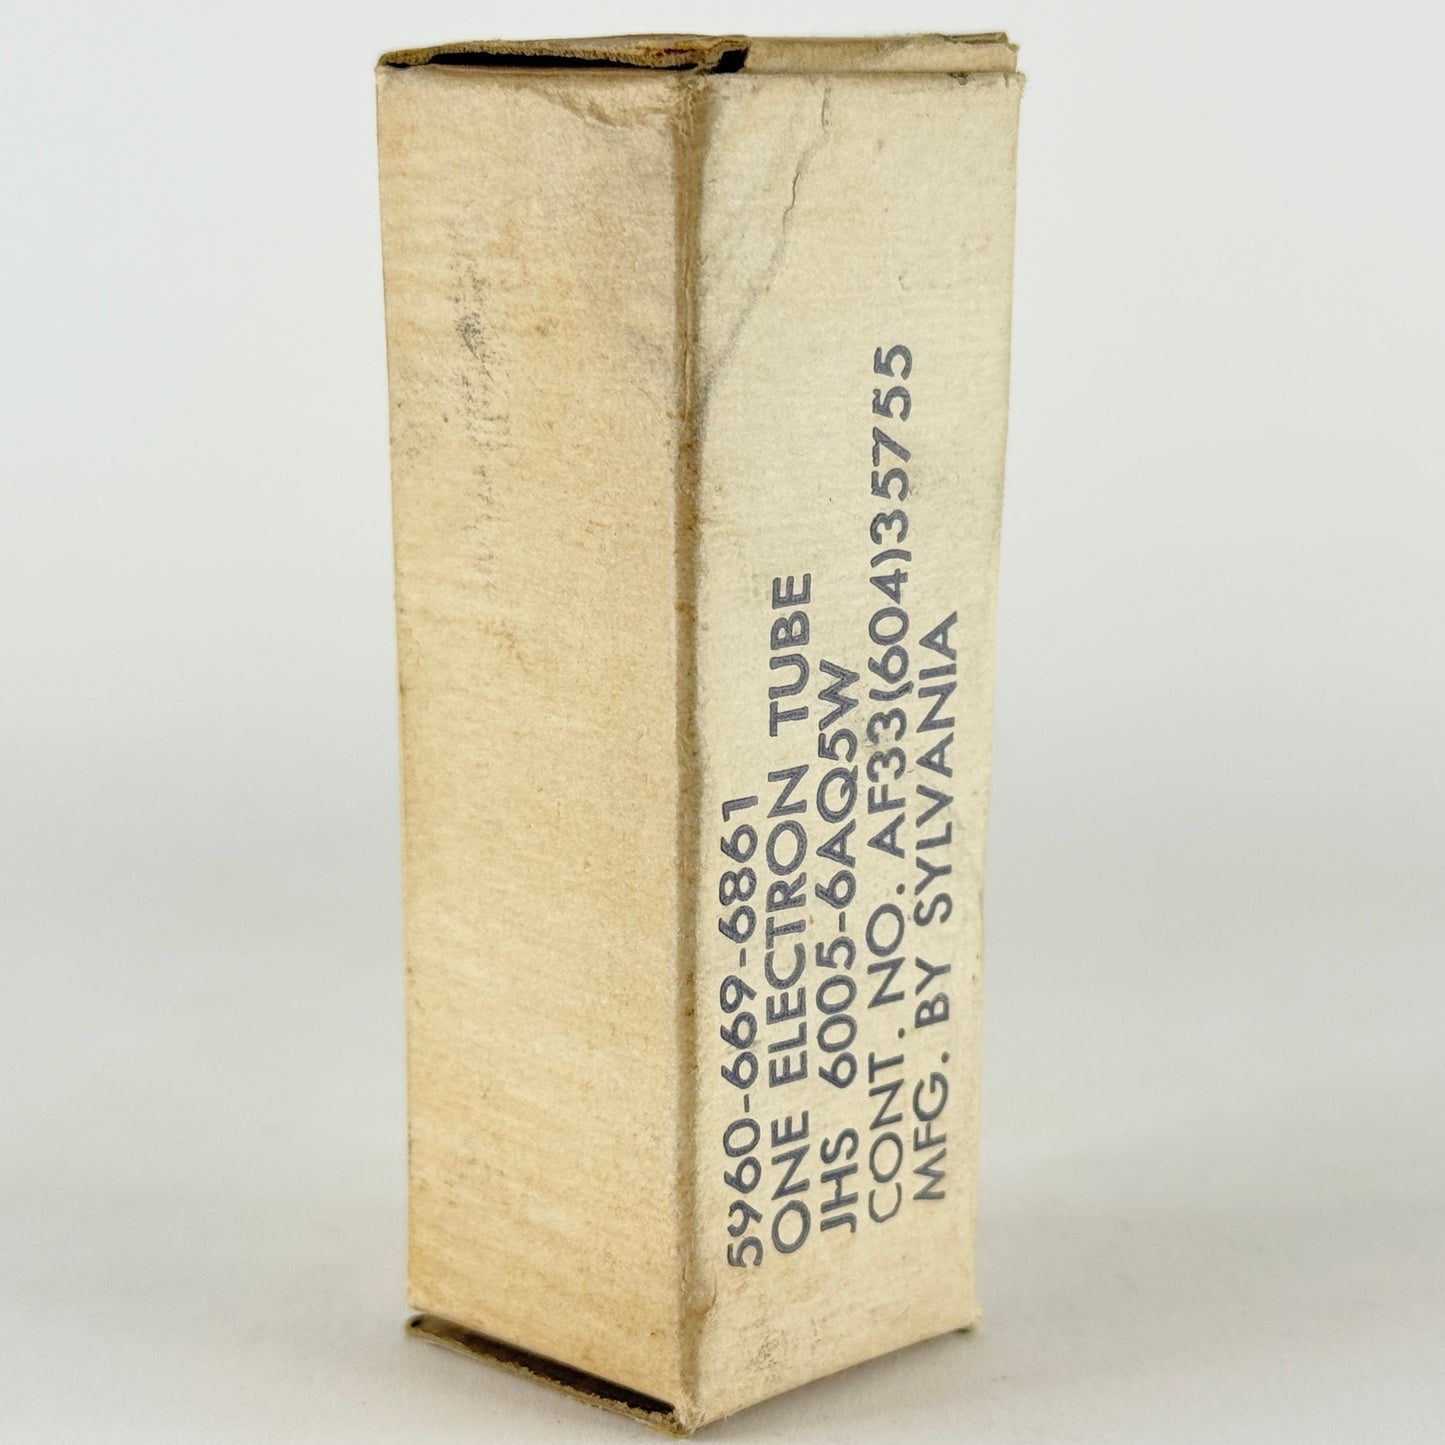 5960-669-6861
ONE ELECTRON TUBE
JHS 6005-6AQ5W
CONT. NO. AF33(604)35755
MFG. BY SYLVANIA